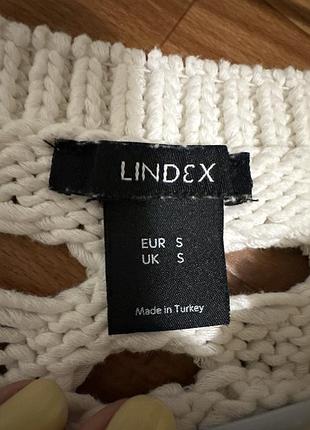 LINDEX
EUR S
UK S
Made in Turkey